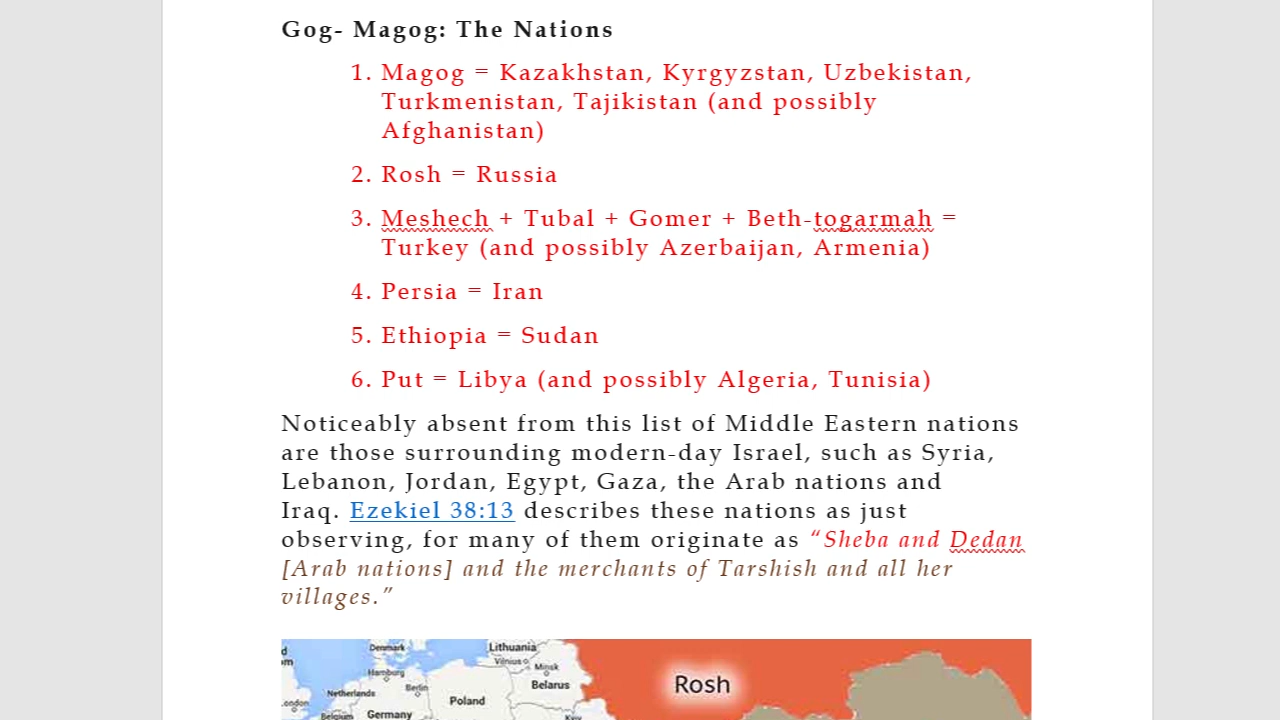 Gog- Magog: The Nations
1. Magog = Kazakhstan, Kyrgyzstan, Uzbekistan,
Turkmenistan, Tajikistan (and possibly
Afghanistan)
2. Rosh = Russia
3. Meshech + Tubal + Gomer + Beth-togarmah =
Turkey (and possibly Azerbaijan, Armenia)
4. Persia = Iran
5. Ethiopia = Sudan
6. Put = Libya (and possibly Algeria, Tunisia)
Noticeably absent from this list of Middle Eastern nations
are those surrounding modern-day Israel, such as Syria,
Lebanon, Jordan, Egypt, Gaza, the Arab nations and
Iraq. Ezekiel 38:13 describes these nations as just
observing, for many of them originate as “Sheba and Dedan
[Arab nations] and the merchants of Tarshish and all her
villages.”
Denmark
Lithuania
Vilnius
Minsk
Hamburg
Rosh
Netherlands
Berlin
Belarus
Poland
Belgium
Germany